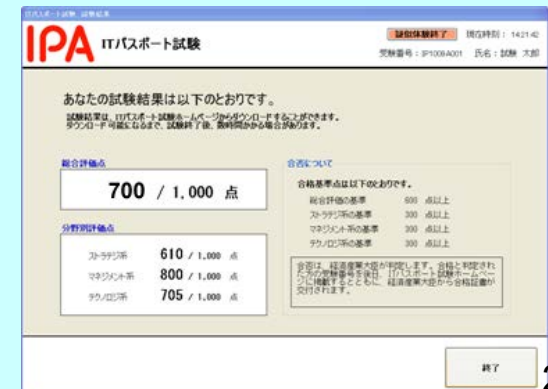 ITパスポート試験 試験結果
IPA ITパスポート試験
疑似体験終了 現在時刻: 14:21:42
受験番号:IP1009A001 氏名:試験 太郎
あなたの試験結果は以下のとおりです。
試験結果は、ITパスポート試験ホームページからダウンロードすることができます。
ダウンロード可能になるまで、試験終了後、数時間かかる場合があります。
総合評価点
700 / 1,000 点
分野別評価点
ストラテジ系 610 / 1,000 点
マネジメント系 800 / 1,000 点
テクノロジ系 705 / 1,000 点
合否について
合格基準点は以下のとおりです。
総合評価の基準 600 点以上
ストラテジ系の基準 300 点以上
マネジメント系の基準 300 点以上
テクノロジ系の基準 300 点以上
合否は、経済産業大臣が判定します。合格と判定され
た方の受験番号を後日、ITパスポート試験ホームペー
ジに掲載するとともに、経済産業大臣から合格証書が
交付されます。
終了